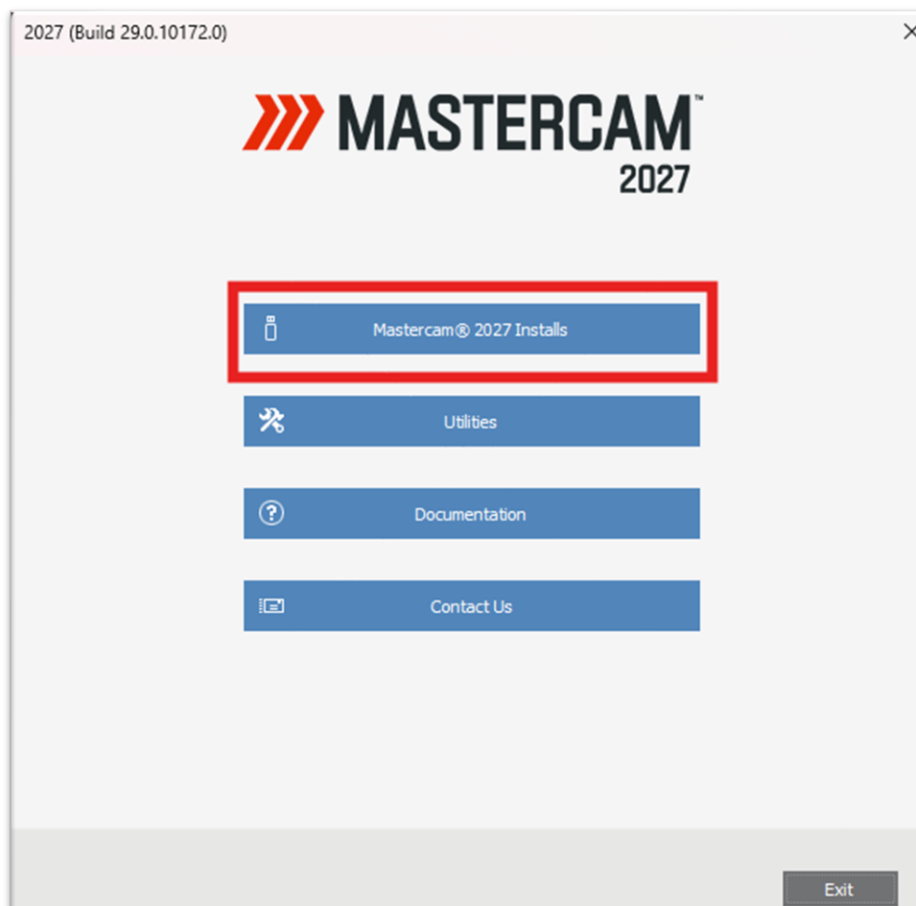 2027 (Build 29.0.10172.0)
MASTERCAM™
2027
Mastercam® 2027 Installs
Utilities
Documentation
Contact Us
Exit